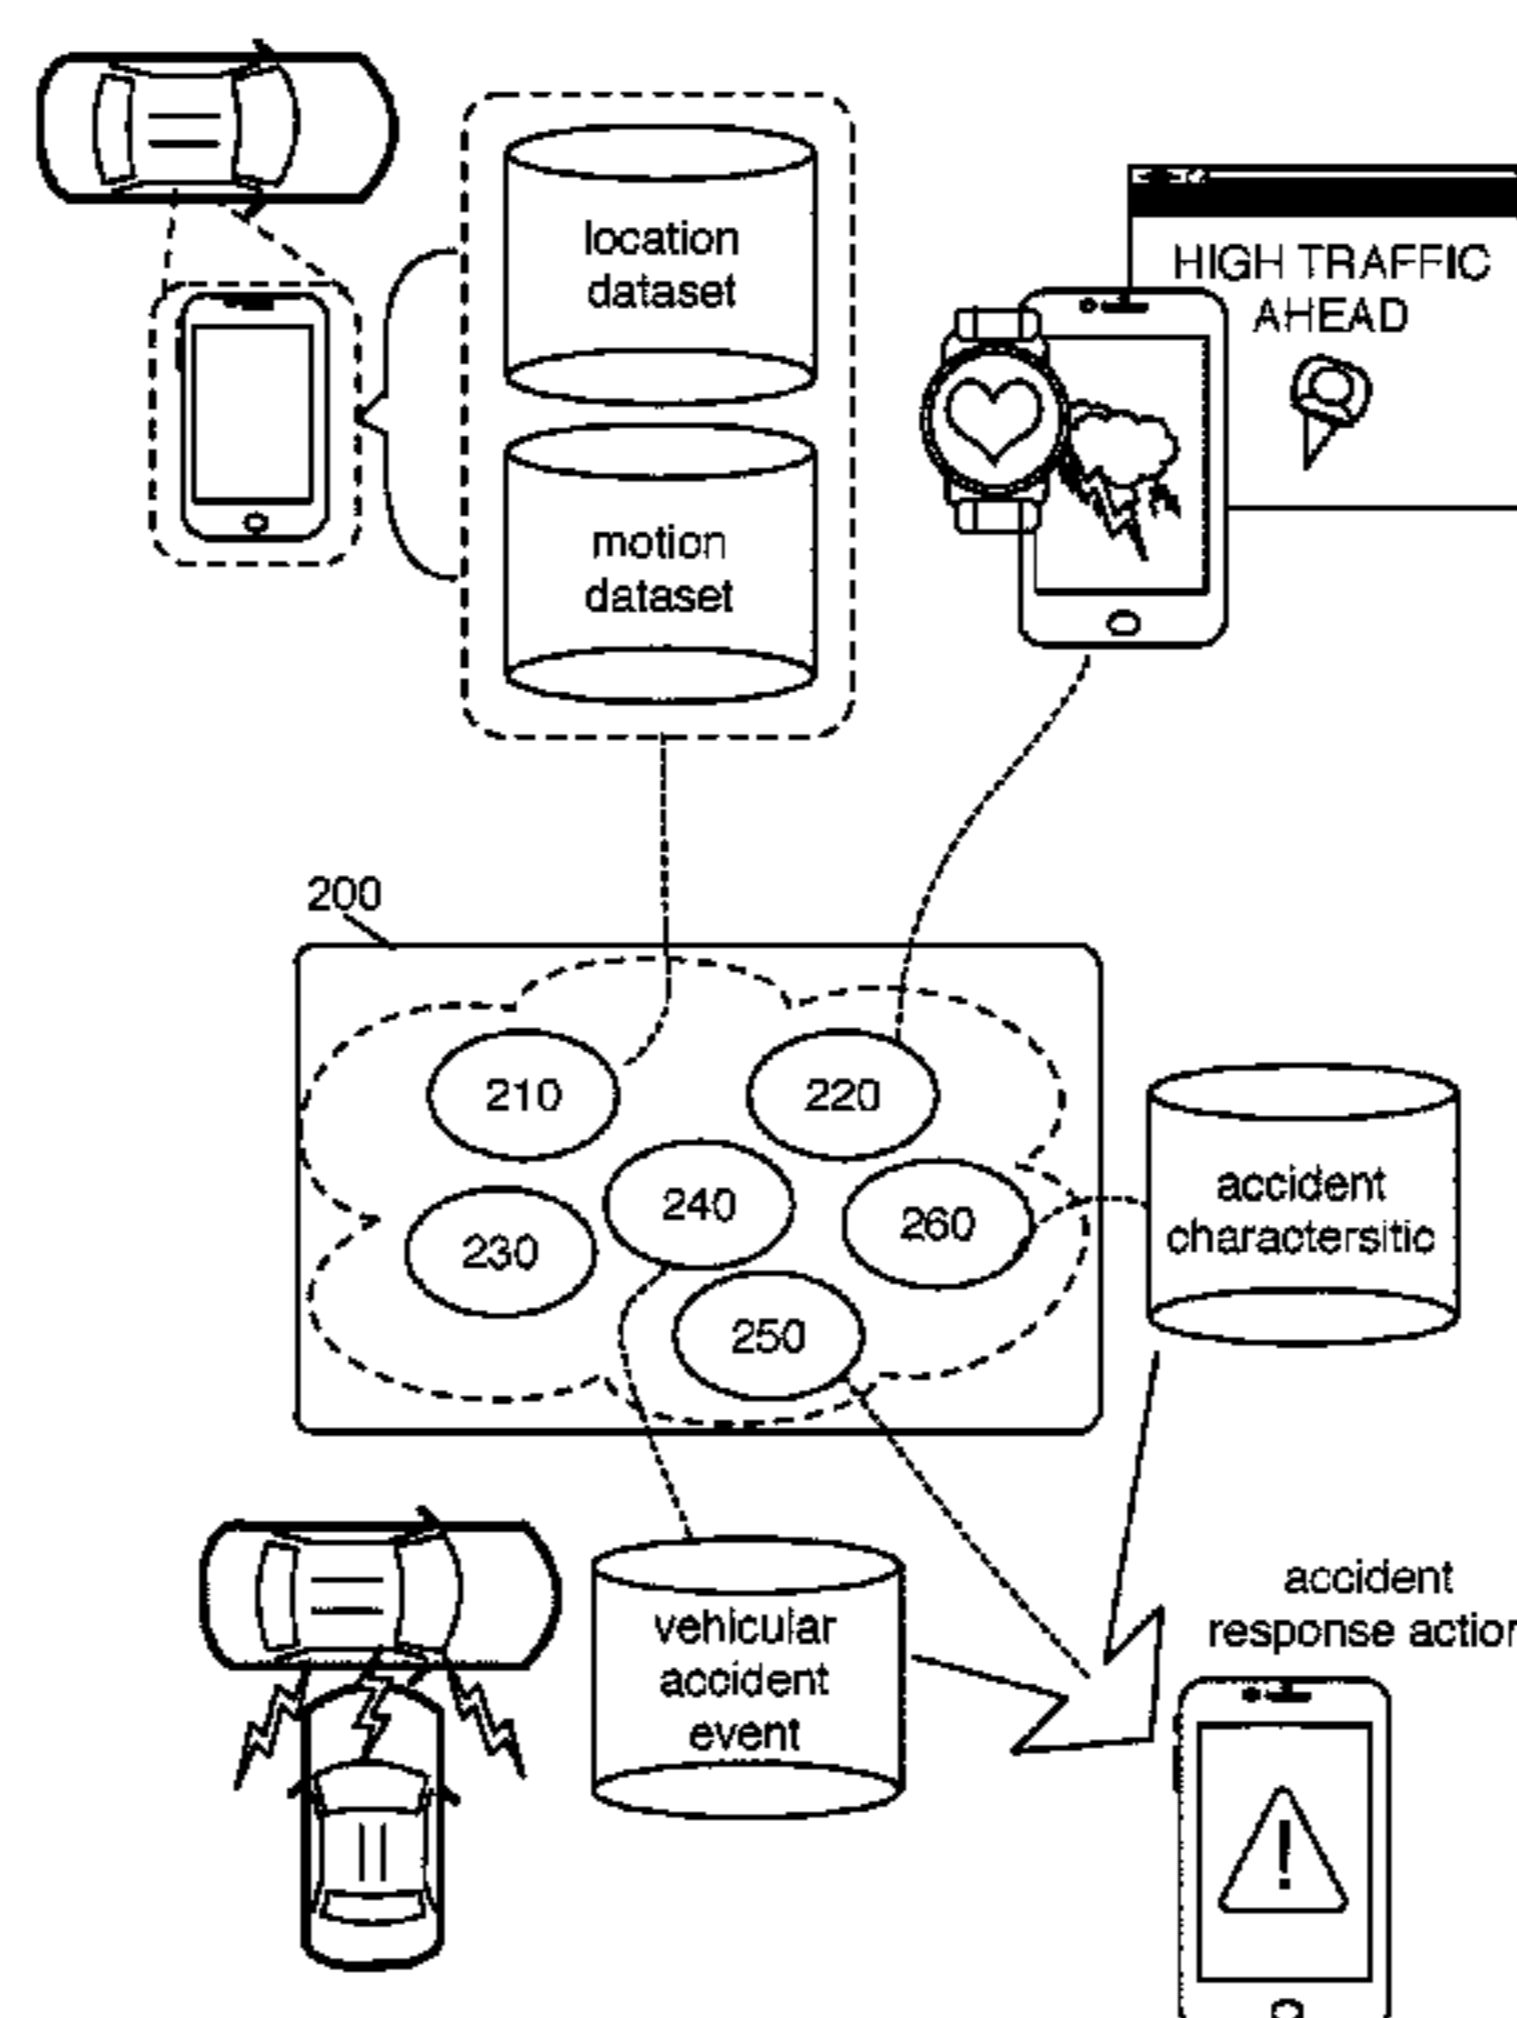 location
dataset
HIGH TRAFFIC
AHEAD
motion
dataset
200
210
220
240
260
230
250
accident
charactersitic
vehicular
accident
event
accident
response action
!